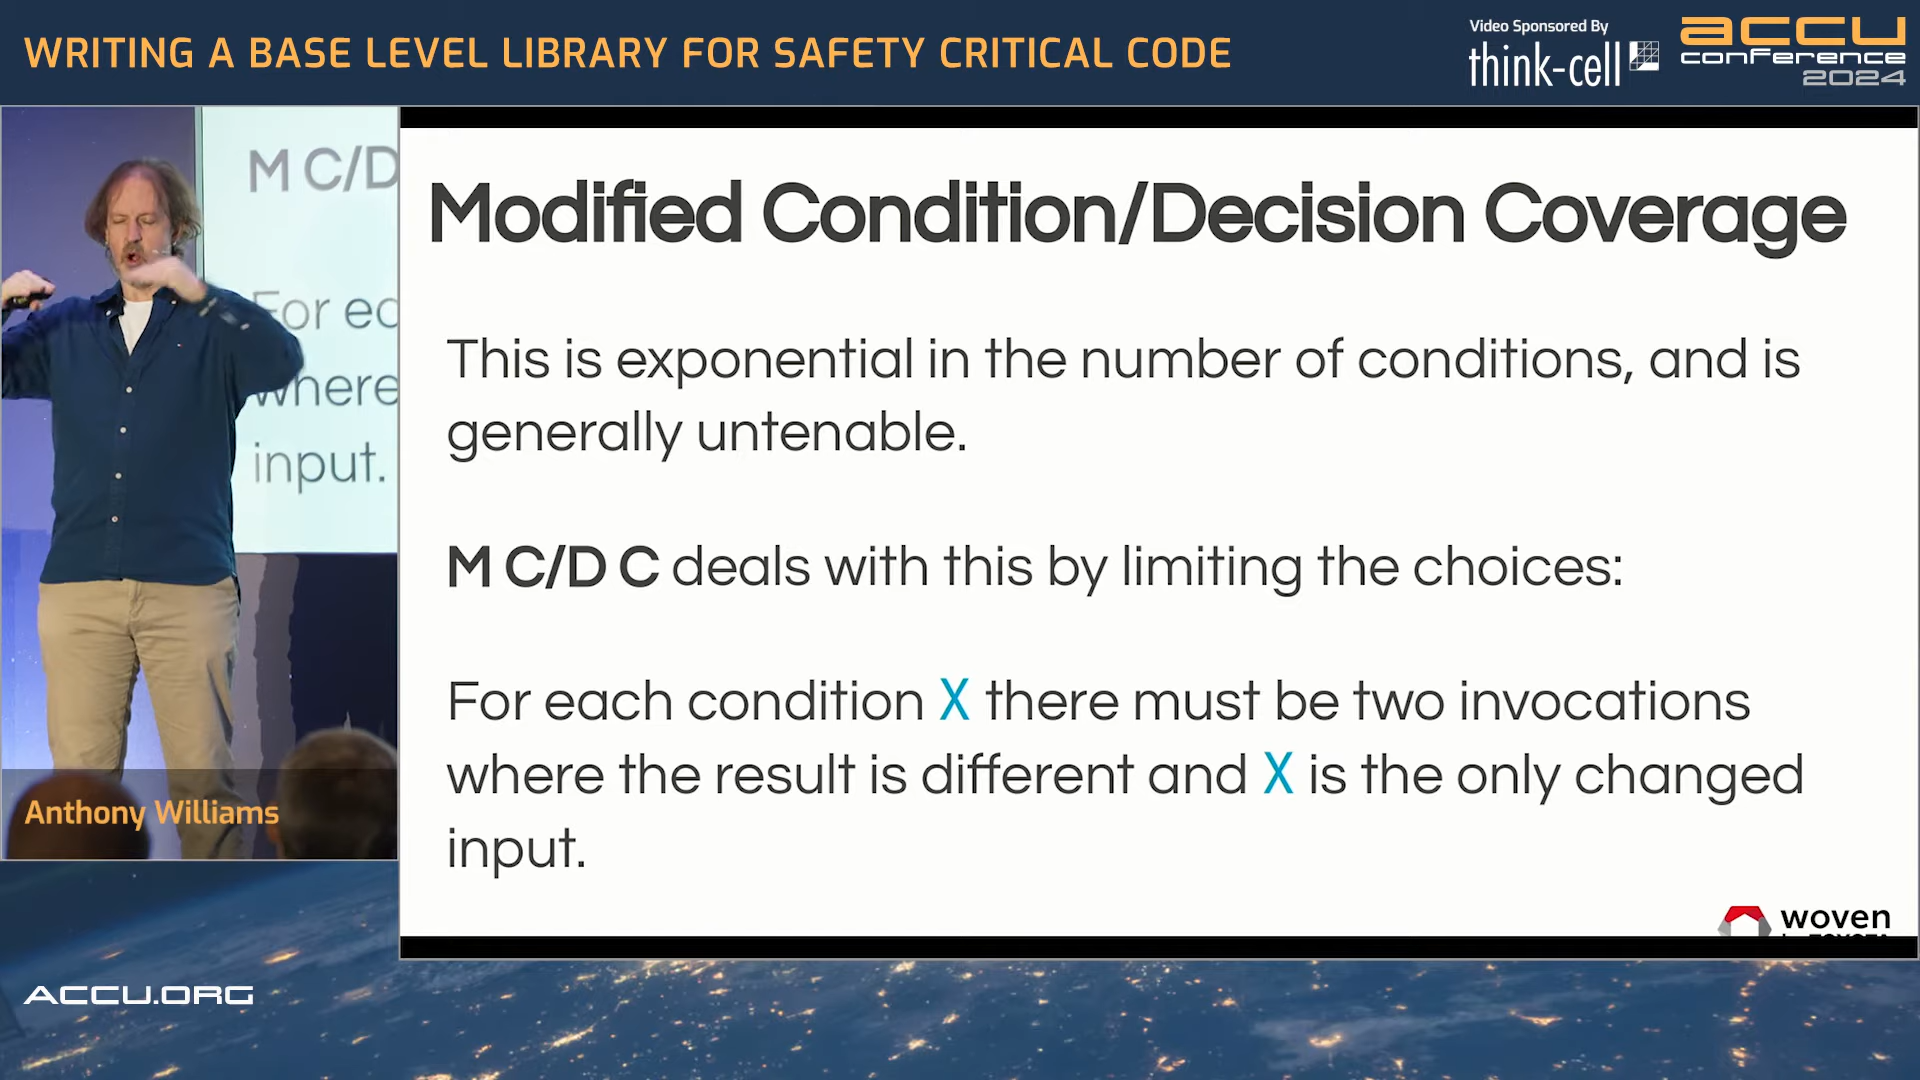 WRITING A BASE LEVEL LIBRARY FOR SAFETY CRITICAL CODE
Video Sponsored By
think-cell
accu
conference
2024
M C/D
For ec
where
input.
Modified Condition/Decision Coverage
This is exponential in the number of conditions, and is
generally untenable.
M C/D C deals with this by limiting the choices:
For each condition X there must be two invocations
where the result is different and X is the only changed
input.
woven
Anthony Williams
ACCU.ORG